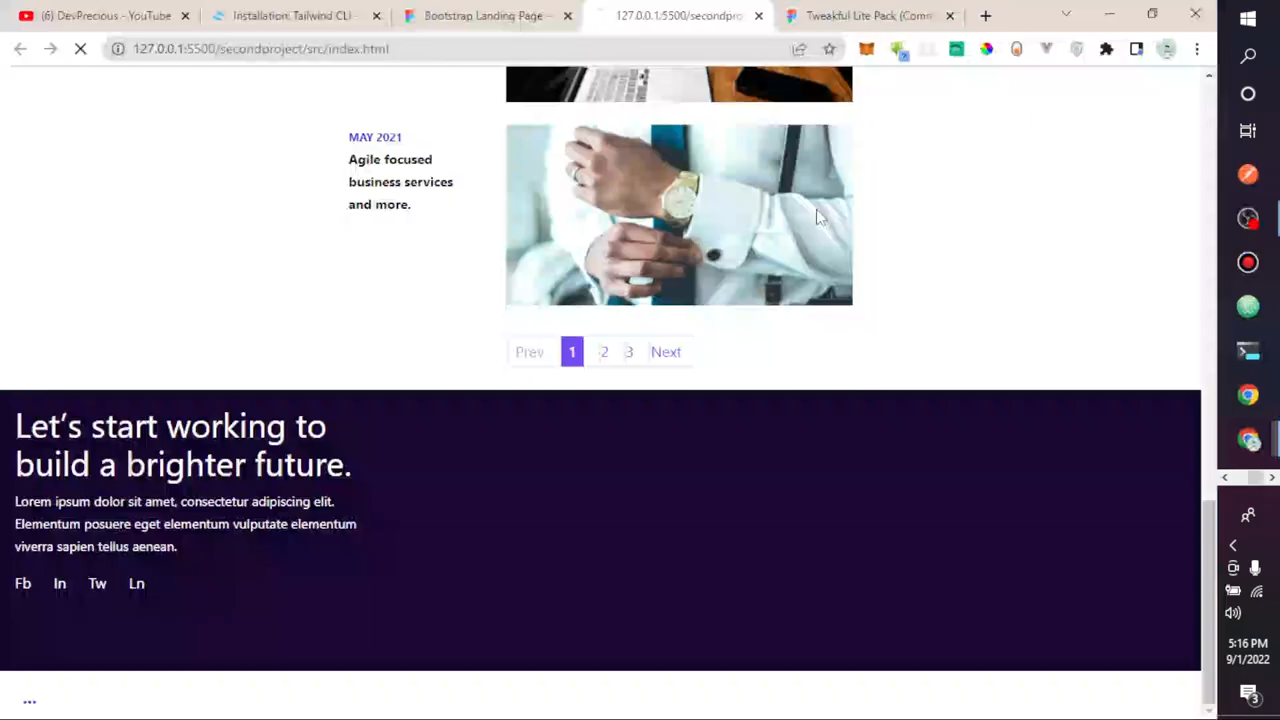 (6) DevPrecious - YouTube
Installation: Tailwind CLI
Bootstrap Landing Page –
127.0.0.1:5500/secondpro
Tweakful Lite Pack (Comm
127.0.0.1:5500/secondproject/src/index.html
MAY 2021
Agile focused
business services
and more.
Prev 1 2 3 Next
Let’s start working to
build a brighter future.
Lorem ipsum dolor sit amet, consectetur adipiscing elit.
Elementum posuere eget elementum vulputate elementum
viverra sapien tellus aenean.
Fb In Tw Ln
...
5:16 PM
9/1/2022
3